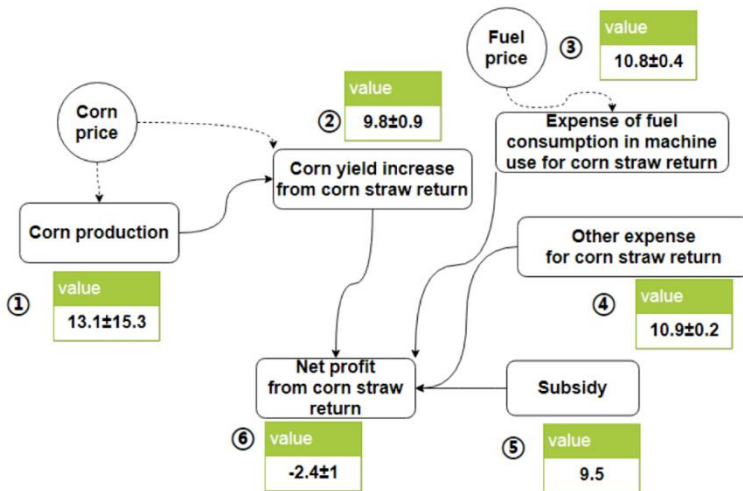 Fuel
price
③
value
10.8±0.4
Corn
price
②
value
9.8±0.9
Expense of fuel
consumption in machine
use for corn straw return
Corn yield increase
from corn straw return
Corn production
①
value
13.1±15.3
Other expense
for corn straw return
④
value
10.9±0.2
Net profit
from corn straw
return
Subsidy
⑥
value
-2.4±1
⑤
value
9.5